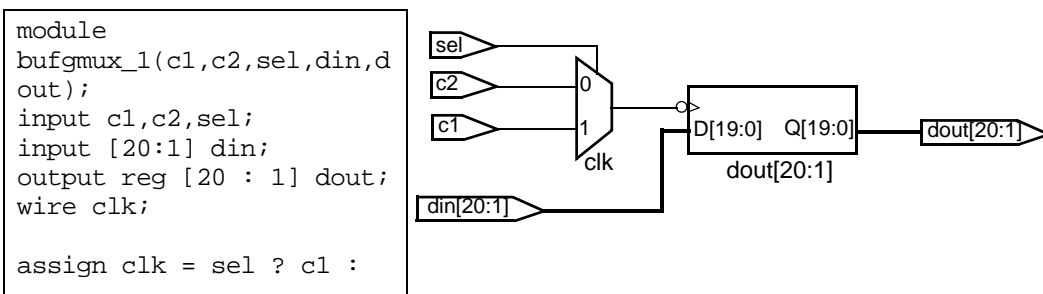 module
bufgmux_1(c1,c2,sel,din,d
out);
input c1,c2,sel;
input [20:1] din;
output reg [20 : 1] dout;
wire clk;
assign clk = sel ? c1 :
sel
c2
c1
0
1
clk
D[19:0] Q[19:0]
dout[20:1]
dout[20:1]
din[20:1]